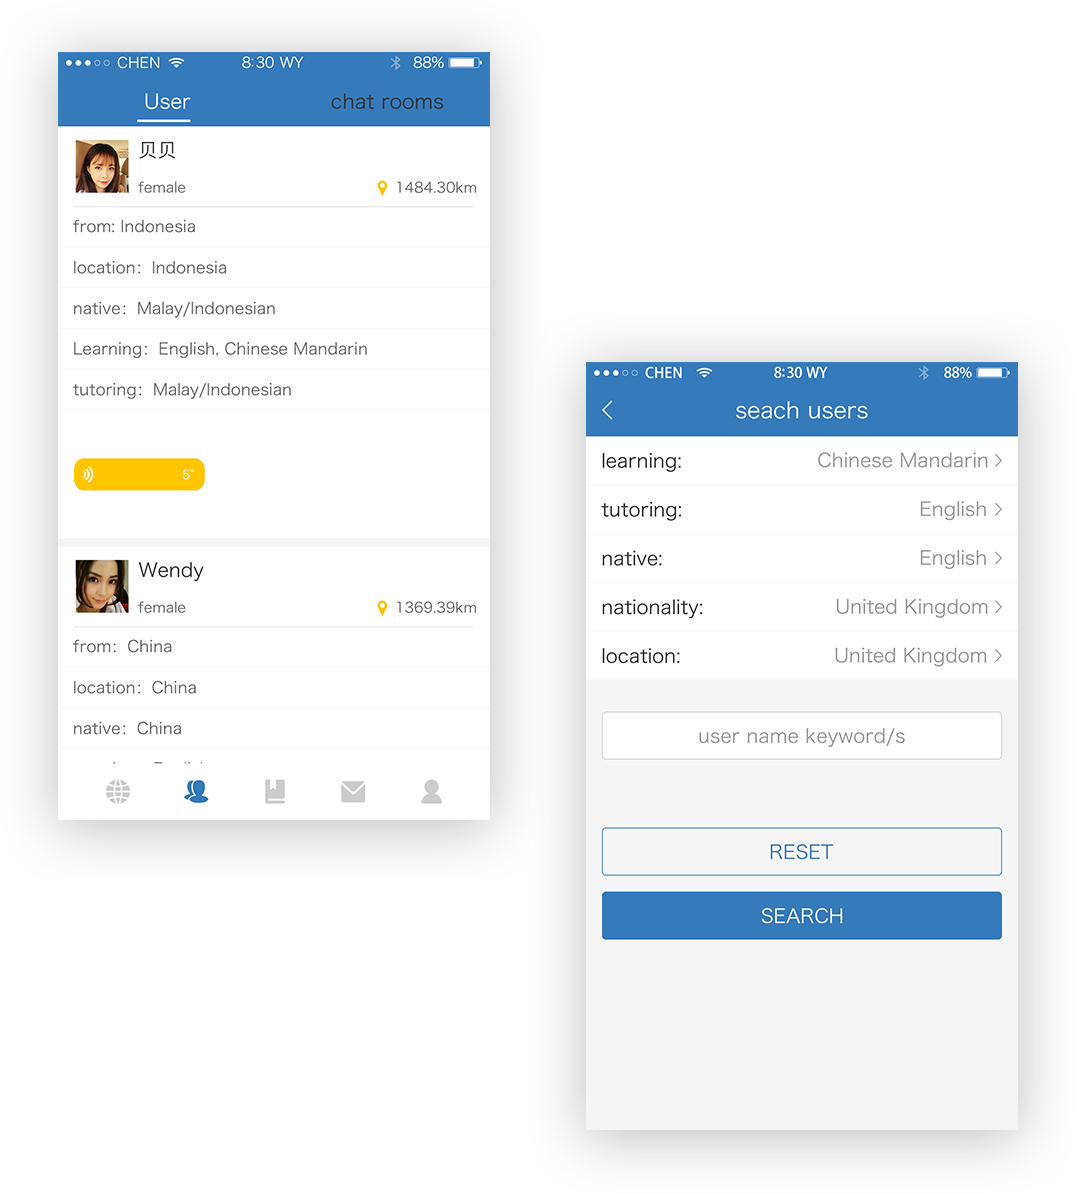 CHEN 8:30 WY 88%
User chat rooms
贝贝
female 1484.30km
from: Indonesia
location：Indonesia
native：Malay/Indonesian
Learning：English, Chinese Mandarin
tutoring：Malay/Indonesian
5"
Wendy
female 1369.39km
from：China
location：China
native：China
CHEN 8:30 WY 88%
seach users
learning: Chinese Mandarin
tutoring: English
native: English
nationality: United Kingdom
location: United Kingdom
user name keyword/s
RESET
SEARCH